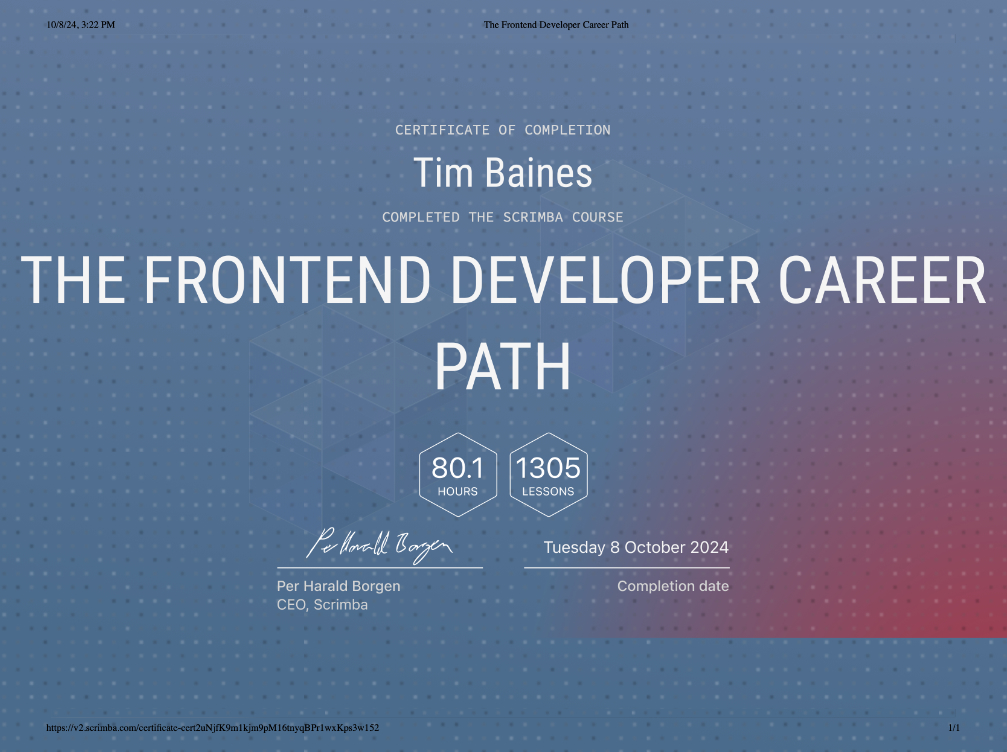 10/8/24, 3:22 PM
The Frontend Developer Career Path
CERTIFICATE OF COMPLETION
Tim Baines
COMPLETED THE SCRIMBA COURSE
THE FRONTEND DEVELOPER CAREER
PATH
80.1
HOURS
1305
LESSONS
Per Harald Borgen
Tuesday 8 October 2024
Per Harald Borgen
CEO, Scrimba
Completion date
https://v2.scrimba.com/certificate-cert2uNjfK9m1kjm9pM16tnyqBPr1wxKps3w152
1/1